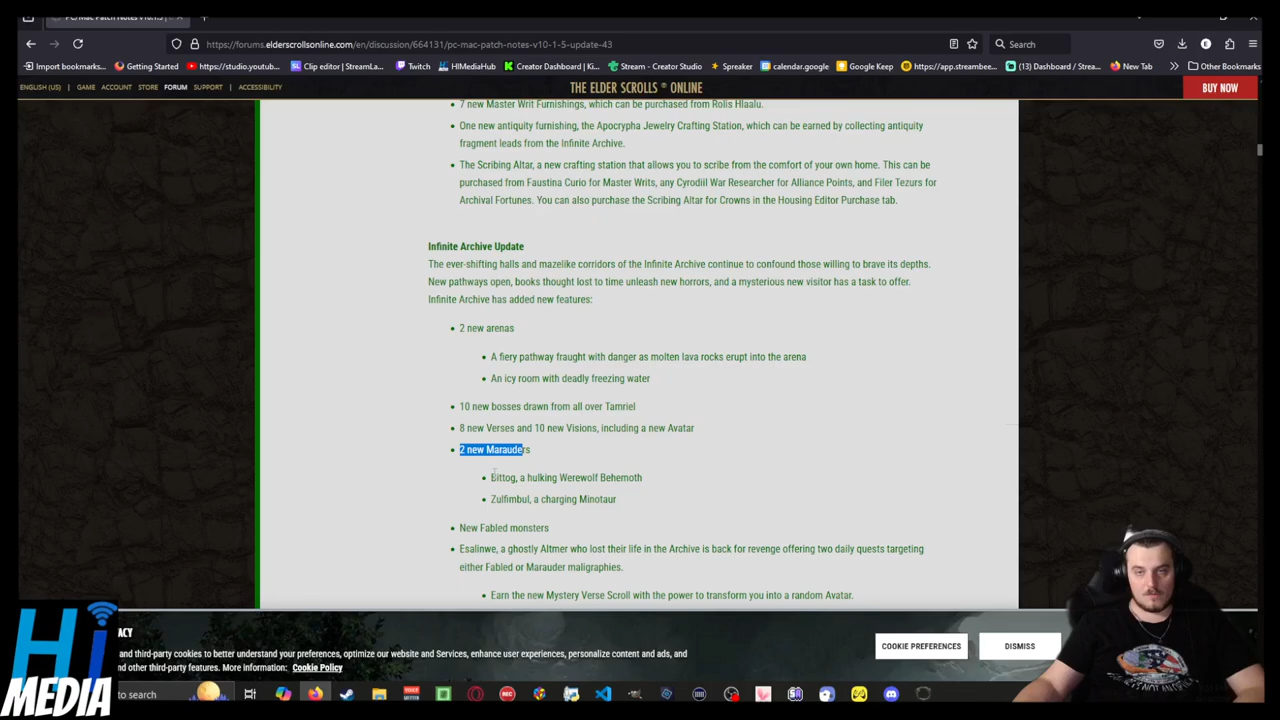 https://forums.elderscrollsonline.com/en/discussion/664131/pc-mac-patch-notes-v10-1-5-update-43
Search
Import bookmarks...
Getting Started
https://studio.youtub...
Clip editor | StreamLa...
Twitch
HIMediaHub
Creator Dashboard | Ki...
Stream - Creator Studio
Spreaker
calendar.google
Google Keep
https://app.streambee...
(13) Dashboard / Strea...
New Tab
Other Bookmarks
ENGLISH (US)
GAME
ACCOUNT
STORE
FORUM
SUPPORT
ACCESSIBILITY
THE ELDER SCROLLS ONLINE
BUY NOW
7 new Master Writ Furnishings, which can be purchased from Rolis Hlaalu.
One new antiquity furnishing, the Apocrypha Jewelry Crafting Station, which can be earned by collecting antiquity
fragment leads from the Infinite Archive.
The Scribing Altar, a new crafting station that allows you to scribe from the comfort of your own home. This can be
purchased from Faustina Curio for Master Writs, any Cyrodiil War Researcher for Alliance Points, and Filer Tezurs for
Archival Fortunes. You can also purchase the Scribing Altar for Crowns in the Housing Editor Purchase tab.
Infinite Archive Update
The ever-shifting halls and mazelike corridors of the Infinite Archive continue to confound those willing to brave its depths.
New pathways open, books thought lost to time unleash new horrors, and a mysterious new visitor has a task to offer.
Infinite Archive has added new features:
2 new arenas
A fiery pathway fraught with danger as molten lava rocks erupt into the arena
An icy room with deadly freezing water
10 new bosses drawn from all over Tamriel
8 new Verses and 10 new Visions, including a new Avatar
2 new Marauders
Bittog, a hulking Werewolf Behemoth
Zulfimbul, a charging Minotaur
New Fabled monsters
Esalinwe, a ghostly Altmer who lost their life in the Archive is back for revenge offering two daily quests targeting
either Fabled or Marauder maligraphies.
Earn the new Mystery Verse Scroll with the power to transform you into a random Avatar.
ACY
and third-party cookies to better understand your preferences, optimize our website and Services, enhance user experiences, personalize content and ads, and
other third-party features. More information: Cookie Policy
COOKIE PREFERENCES
DISMISS
Hi
MEDIA
to search